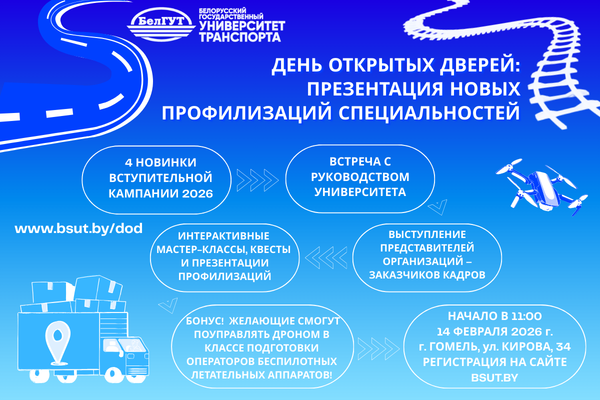 БелГУТ
БЕЛОРУССКИЙ
ГОСУДАРСТВЕННЫЙ
УНИВЕРСИТЕТ
ТРАНСПОРТА
ДЕНЬ ОТКРЫТЫХ ДВЕРЕЙ:
ПРЕЗЕНТАЦИЯ НОВЫХ
ПРОФИЛИЗАЦИЙ СПЕЦИАЛЬНОСТЕЙ
4 НОВИНКИ
ВСТУПИТЕЛЬНОЙ
КАМПАНИИ 2026
ВСТРЕЧА С
РУКОВОДСТВОМ
УНИВЕРСИТЕТА
www.bsut.by/dod
ИНТЕРАКТИВНЫЕ
МАСТЕР-КЛАССЫ, КВЕСТЫ
И ПРЕЗЕНТАЦИИ
ПРОФИЛИЗАЦИЙ
ВЫСТУПЛЕНИЕ
ПРЕДСТАВИТЕЛЕЙ
ОРГАНИЗАЦИЙ –
ЗАКАЗЧИКОВ КАДРОВ
БОНУС! ЖЕЛАЮЩИЕ СМОГУТ
ПОУПРАВЛЯТЬ ДРОНОМ В
КЛАССЕ ПОДГОТОВКИ
ОПЕРАТОРОВ БЕСПИЛОТНЫХ
ЛЕТАТЕЛЬНЫХ АППАРАТОВ!
НАЧАЛО В 11:00
14 ФЕВРАЛЯ 2026 г.
г. ГОМЕЛЬ, ул. КИРОВА, 34
РЕГИСТРАЦИЯ НА САЙТЕ
BSUT.BY